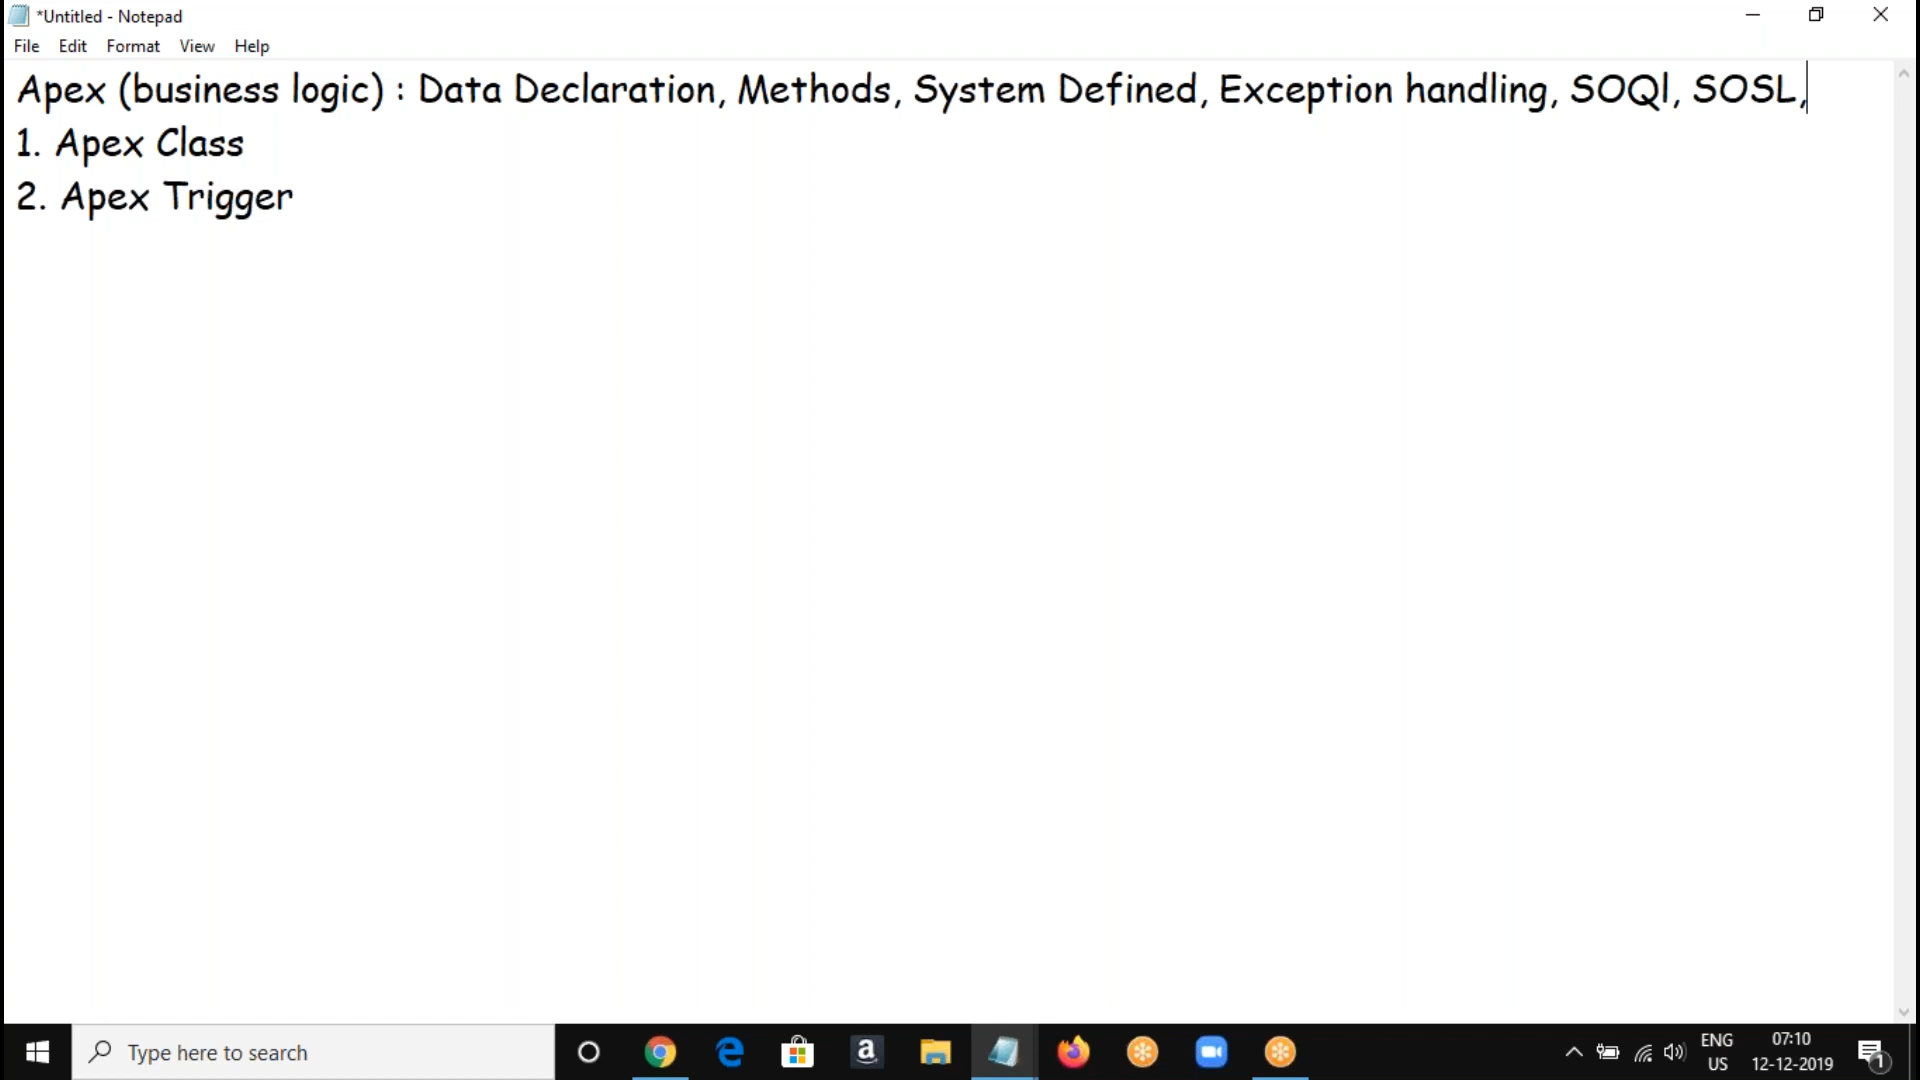 *Untitled - Notepad
File Edit Format View Help
Apex (business logic) : Data Declaration, Methods, System Defined, Exception handling, SOQl, SOSL,
1. Apex Class
2. Apex Trigger
Type here to search
ENG
US
07:10
12-12-2019
1